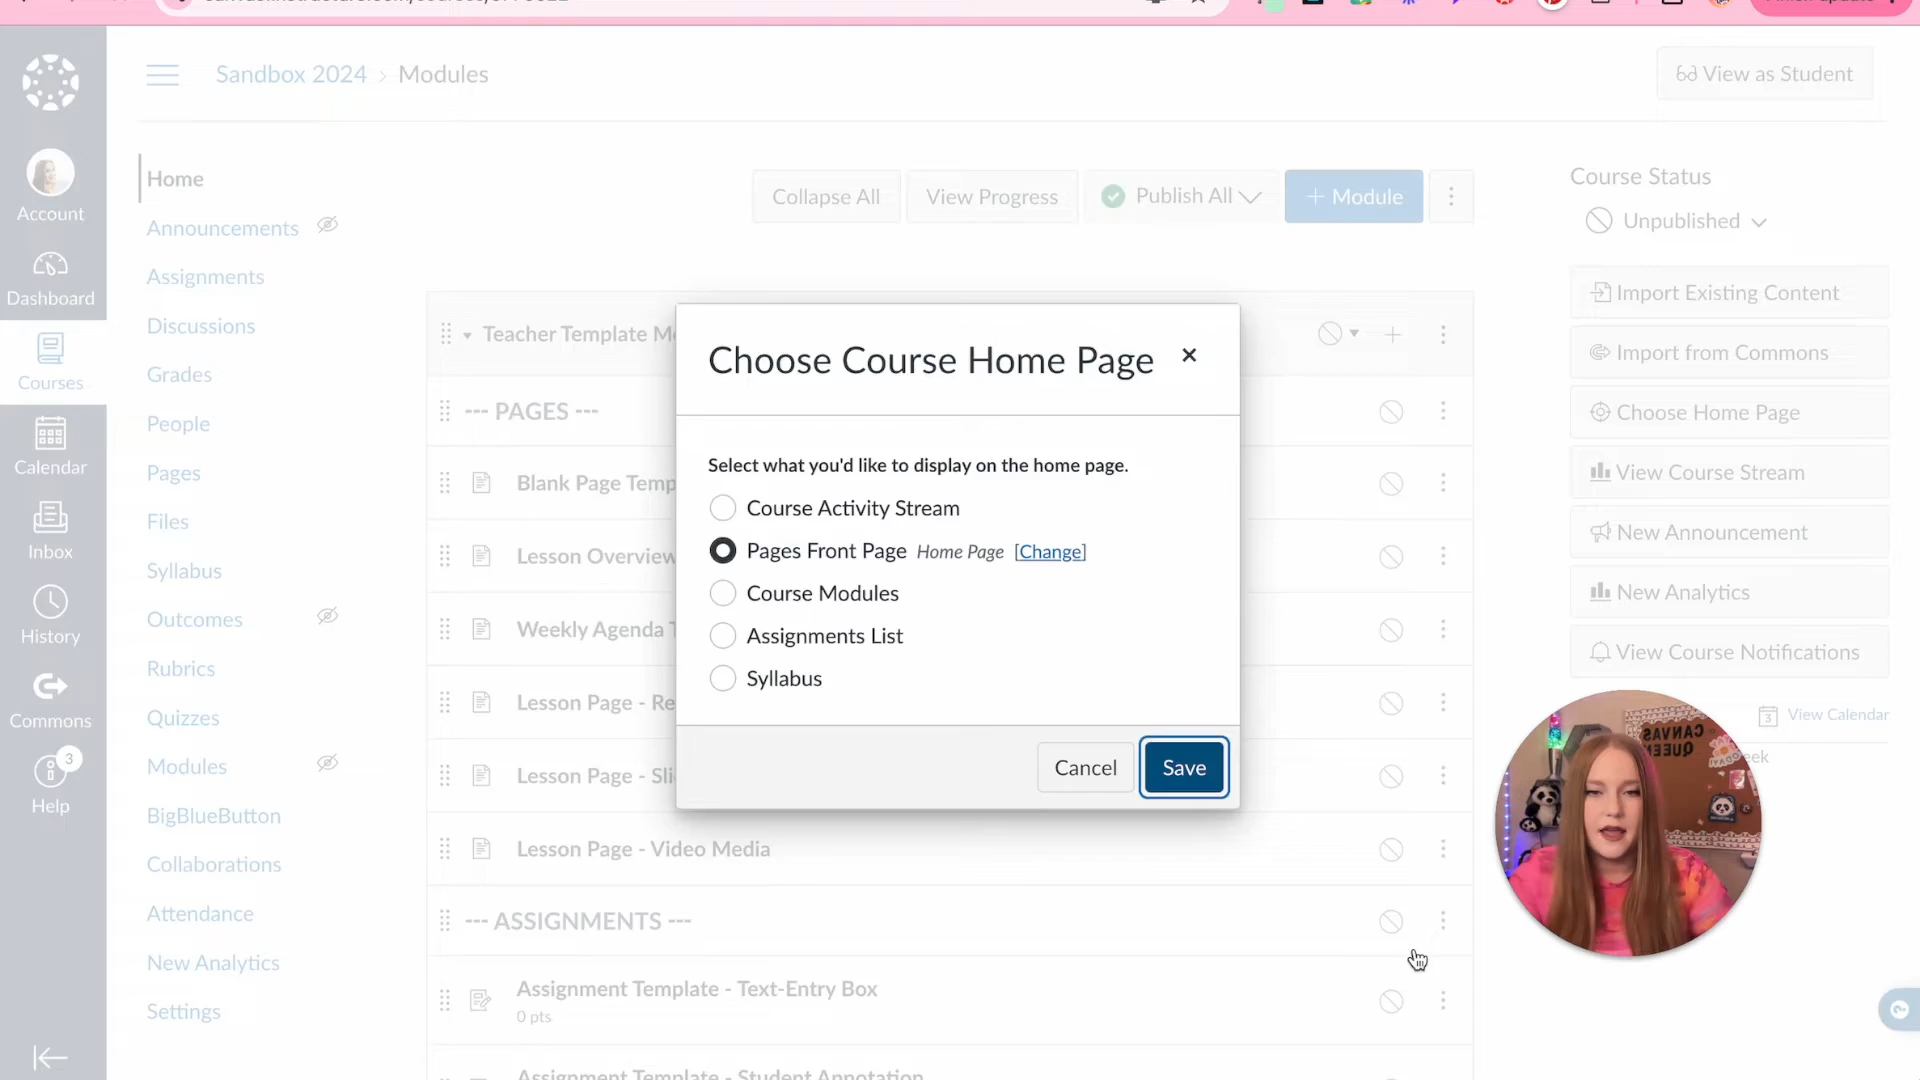 Sandbox 2024 › Modules
View as Student
Account
Dashboard
Courses
Calendar
Inbox
History
Commons
3
Help
Home
Announcements
Assignments
Discussions
Grades
People
Pages
Files
Syllabus
Outcomes
Rubrics
Quizzes
Modules
BigBlueButton
Collaborations
Attendance
New Analytics
Settings
Collapse All
View Progress
Publish All
+ Module
Teacher Template
--- PAGES ---
Blank Page
Lesson Overview
Weekly Agenda
Lesson Page -
Lesson Page -
Lesson Page - Video Media
--- ASSIGNMENTS ---
Assignment Template - Text-Entry Box
0 pts
Assignment Template - Student Annotation
Choose Course Home Page
Select what you'd like to display on the home page.
Course Activity Stream
Pages Front Page Home Page [Change]
Course Modules
Assignments List
Syllabus
Cancel
Save
Course Status
Unpublished
Import Existing Content
Import from Commons
Choose Home Page
View Course Stream
New Announcement
New Analytics
View Course Notifications
3 View Calendar
CANVAS
QUEEN